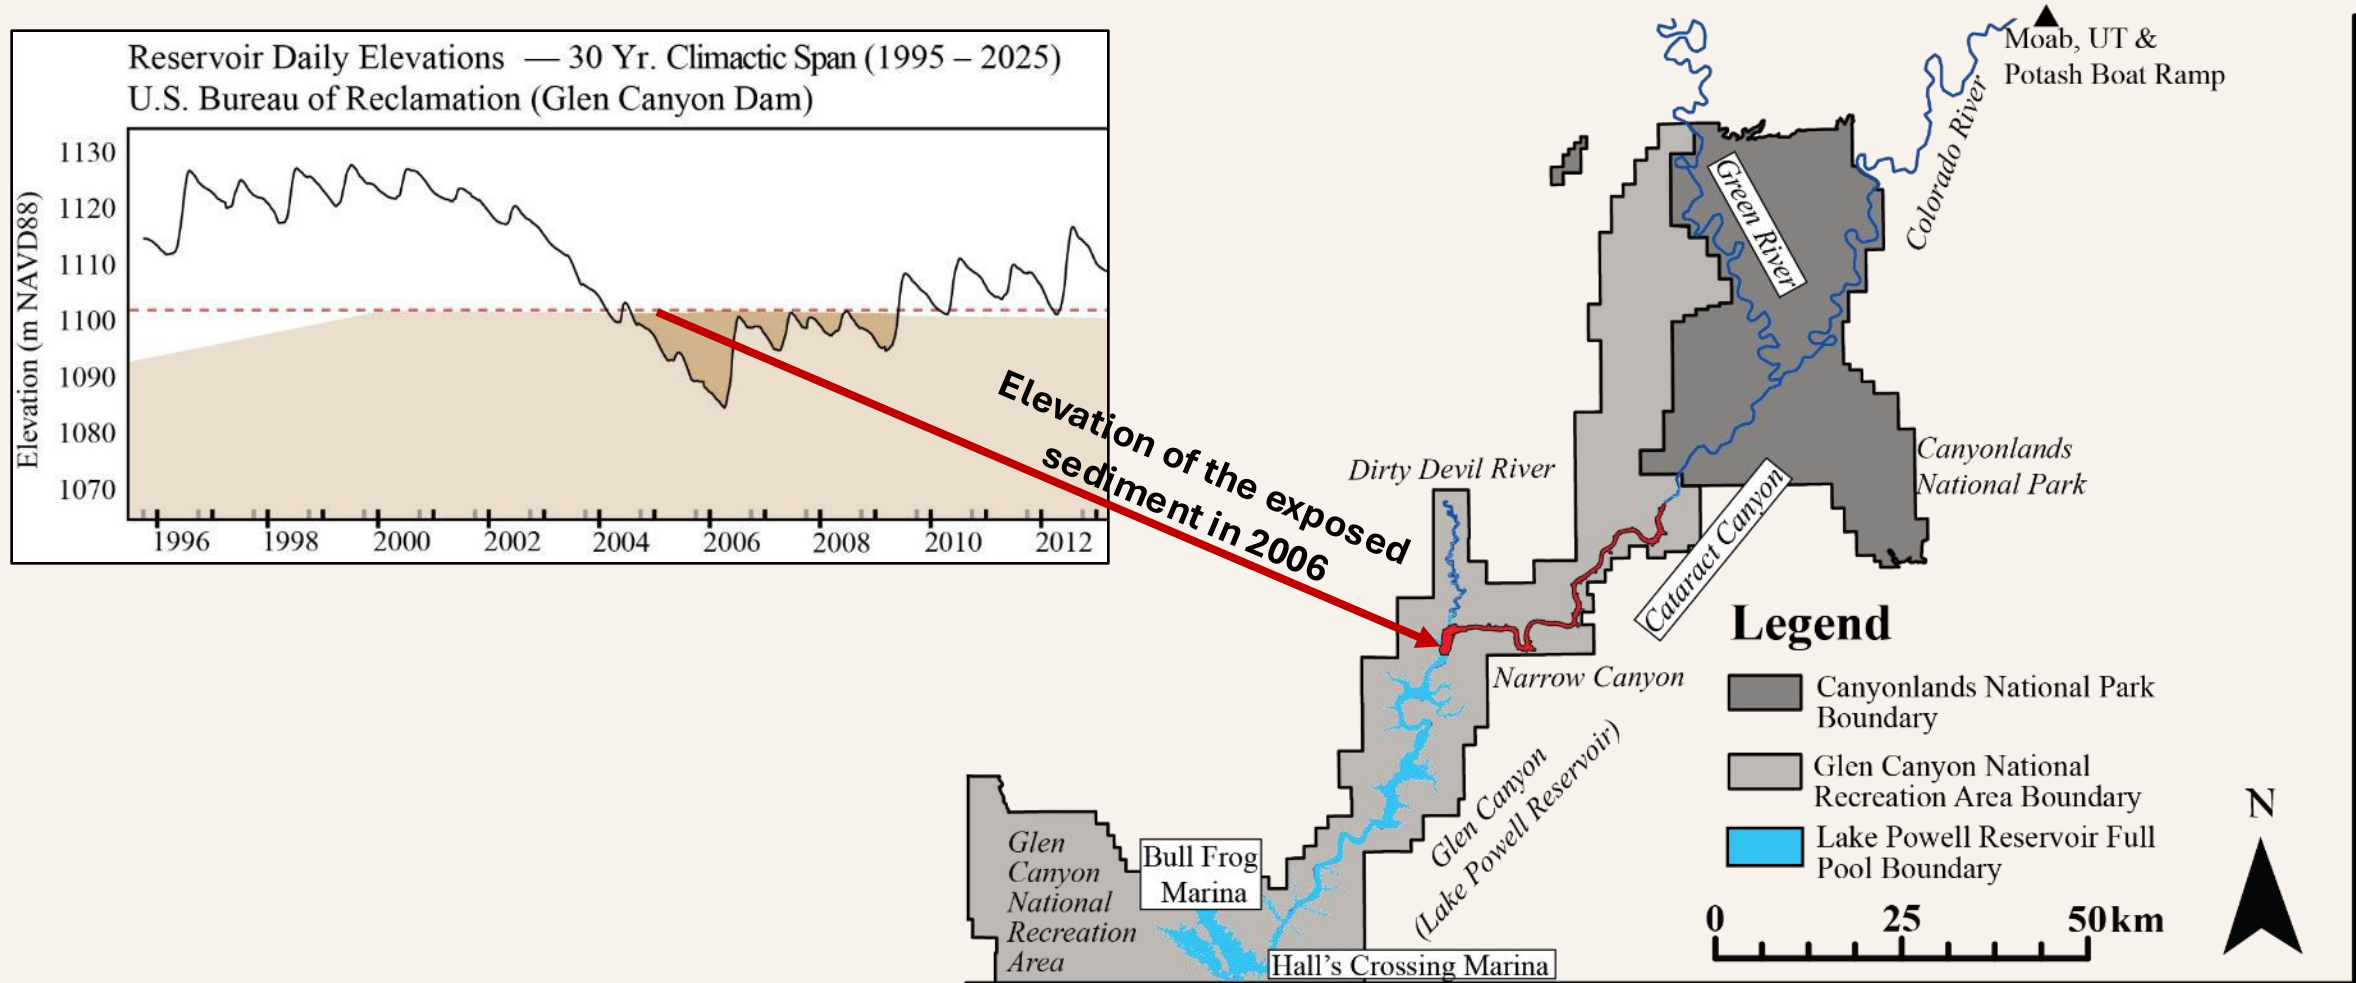 Reservoir Daily Elevations — 30 Yr. Climactic Span (1995 – 2025)
U.S. Bureau of Reclamation (Glen Canyon Dam)
Elevation (m NAVD88)
1130
1120
1110
1100
1090
1080
1070
1996 1998 2000 2002 2004 2006 2008 2010 2012
Elevation of the exposed
sediment in 2006
Moab, UT &
Potash Boat Ramp
Colorado River
Green River
Canyonlands
National Park
Dirty Devil River
Cataract Canyon
Narrow Canyon
Glen Canyon
(Lake Powell Reservoir)
Glen
Canyon
National
Recreation
Area
Bull Frog
Marina
Hall's Crossing Marina
Legend
Canyonlands National Park
Boundary
Glen Canyon National
Recreation Area Boundary
Lake Powell Reservoir Full
Pool Boundary
0 25 50 km
N